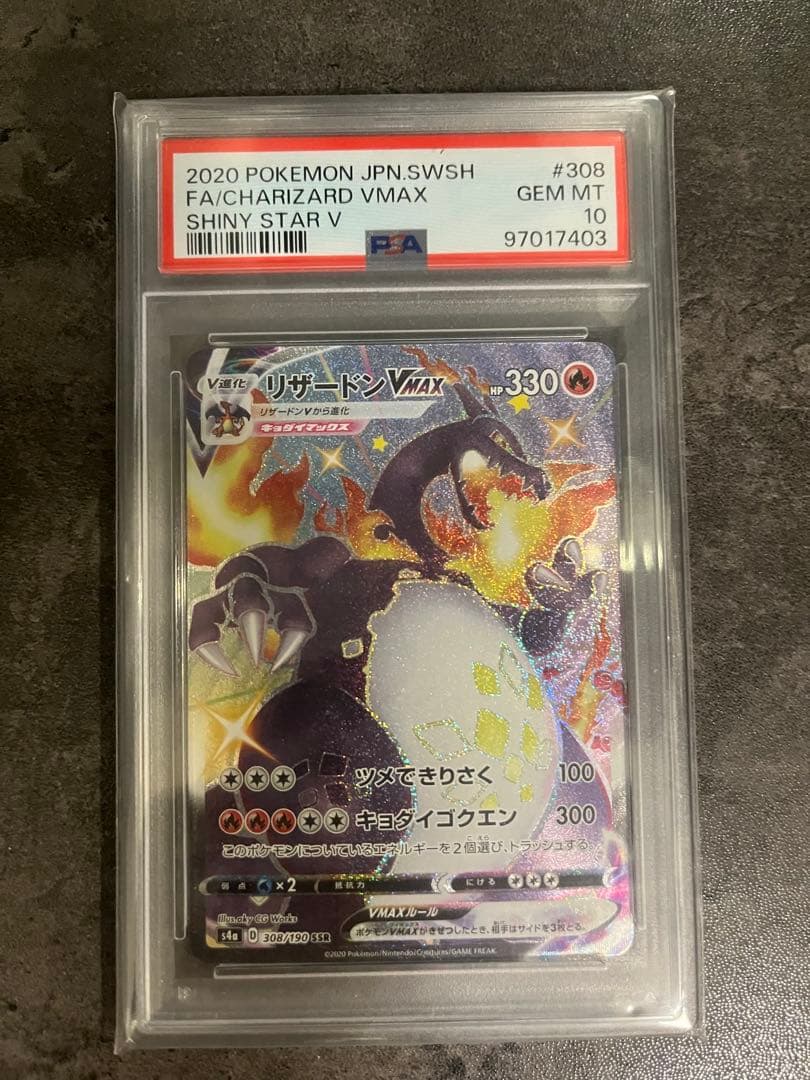 2020 POKEMON JPN.SWSH #308
FA/CHARIZARD VMAX GEM MT
SHINY STAR V 10
PSA 97017403
V進化 リザードンVMAX HP330
リザードンVから進化
キョダイマックス
ツメできりさく 100
キョダイゴクエン 300
このポケモンについているエネルギーを2個選び、トラッシュする。
弱点 ×2 抵抗力 にげる
VMAXルール
ポケモンVMAXがきぜつしたとき、相手はサイドを3枚とる。
Illus. aky CG Works
s4a D 308/190 SSR
©2020 Pokémon/Nintendo/Creatures/GAME FREAK.